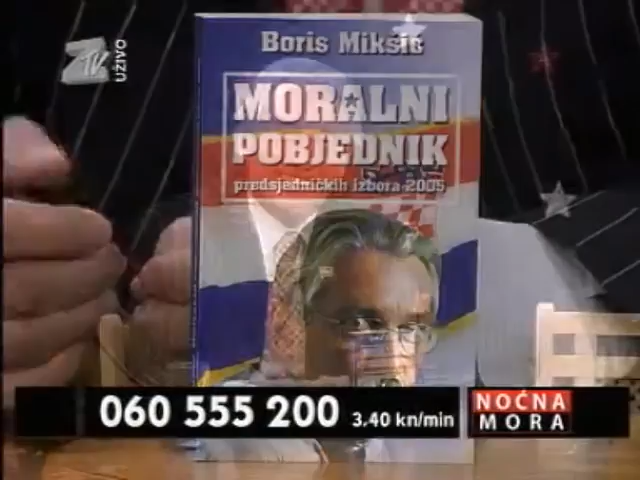 Z TV
UŽIVO
Boris Mikšić
MORALNI
POBJEDNIK
predsjedničkih izbora 2005
060 555 200 3.40 kn/min
NOĆNA
MORA